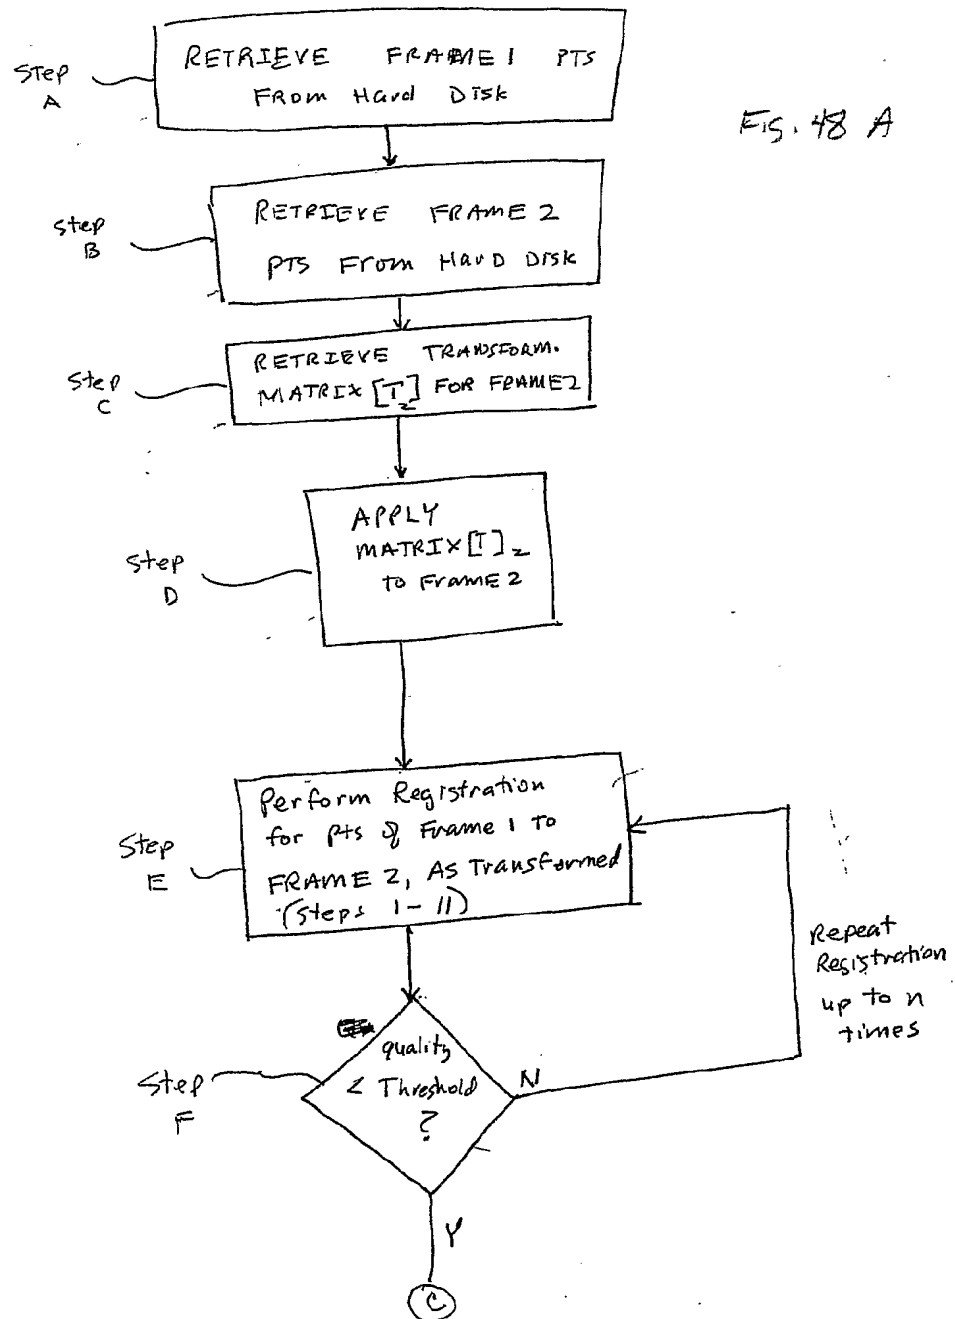 RETRIEVE FRAME 1 PTS
FROM Hard DISK
STEP
A
Fig. 48 A
RETRIEVE FRAME 2
PTS From HARD DISK
Step
B
RETRIEVE TRANSFORM.
MATRIX [T2] FOR FRAME 2
Step
C
APPLY
MATRIX [T]2
TO FramE 2
Step
D
Perform Registration
for pts of Frame 1 to
FRAME 2, AS Transformed
(steps 1-11)
Step
E
Repeat
Registration
up to n
times
quality
< Threshold
?
Step
F
N
Y
C